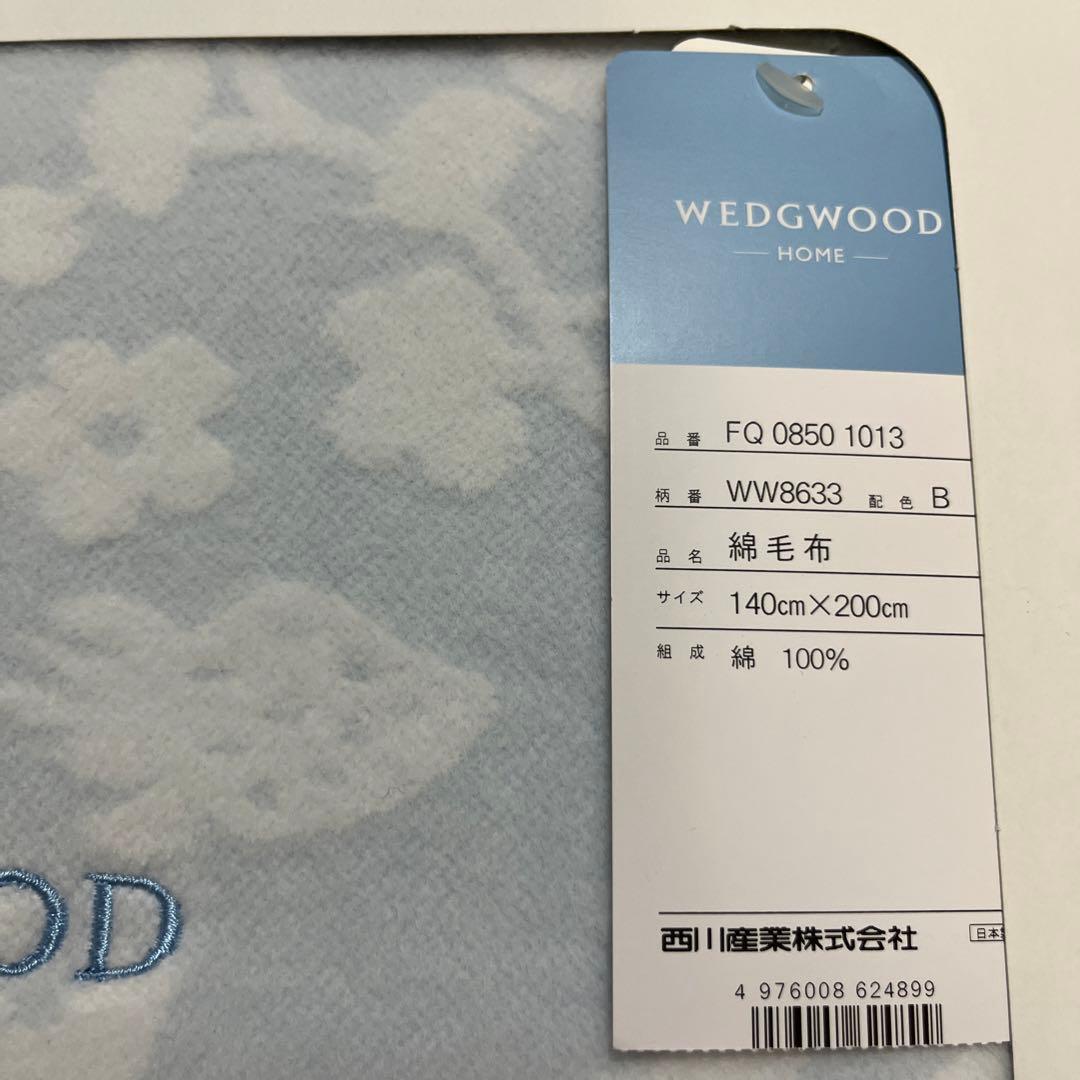 WEDGWOOD
HOME
品番 FQ 0850 1013
柄番 WW8633 配色 B
品名 綿毛布
サイズ 140cm×200cm
組成 綿 100%
西川産業株式会社 日本
4 976008 624899
OD